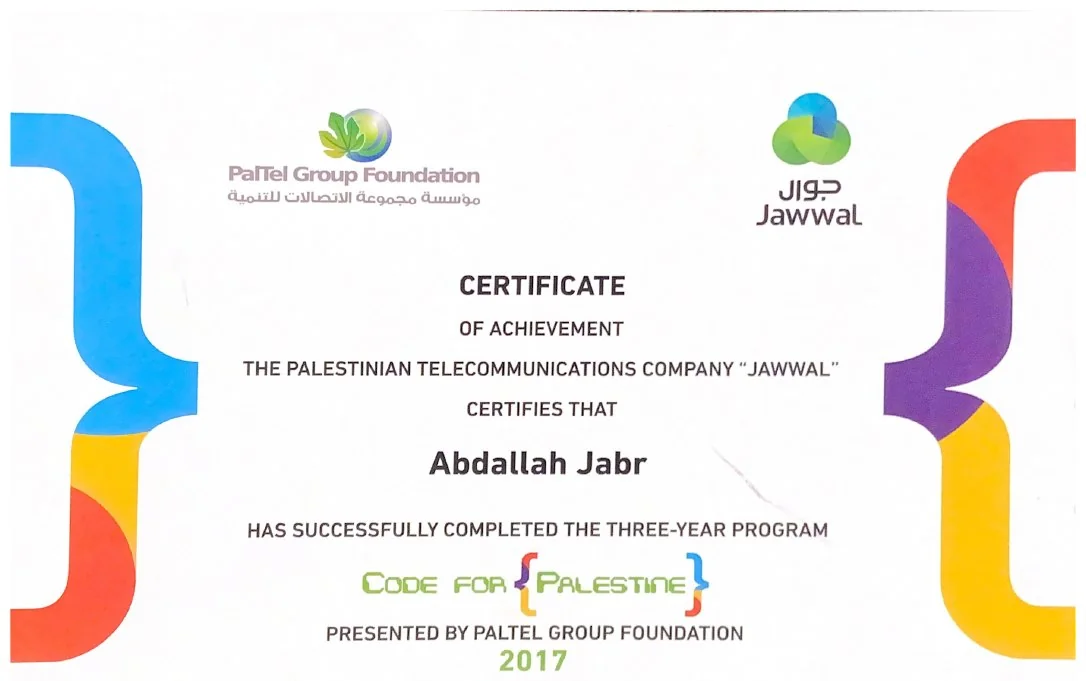 PalTel Group Foundation
مؤسسة مجموعة الاتصالات للتنمية
جوال
Jawwal
CERTIFICATE
OF ACHIEVEMENT
THE PALESTINIAN TELECOMMUNICATIONS COMPANY “JAWWAL”
CERTIFIES THAT
Abdallah Jabr
HAS SUCCESSFULLY COMPLETED THE THREE-YEAR PROGRAM
CODE FOR {PALESTINE}
PRESENTED BY PALTEL GROUP FOUNDATION
2017